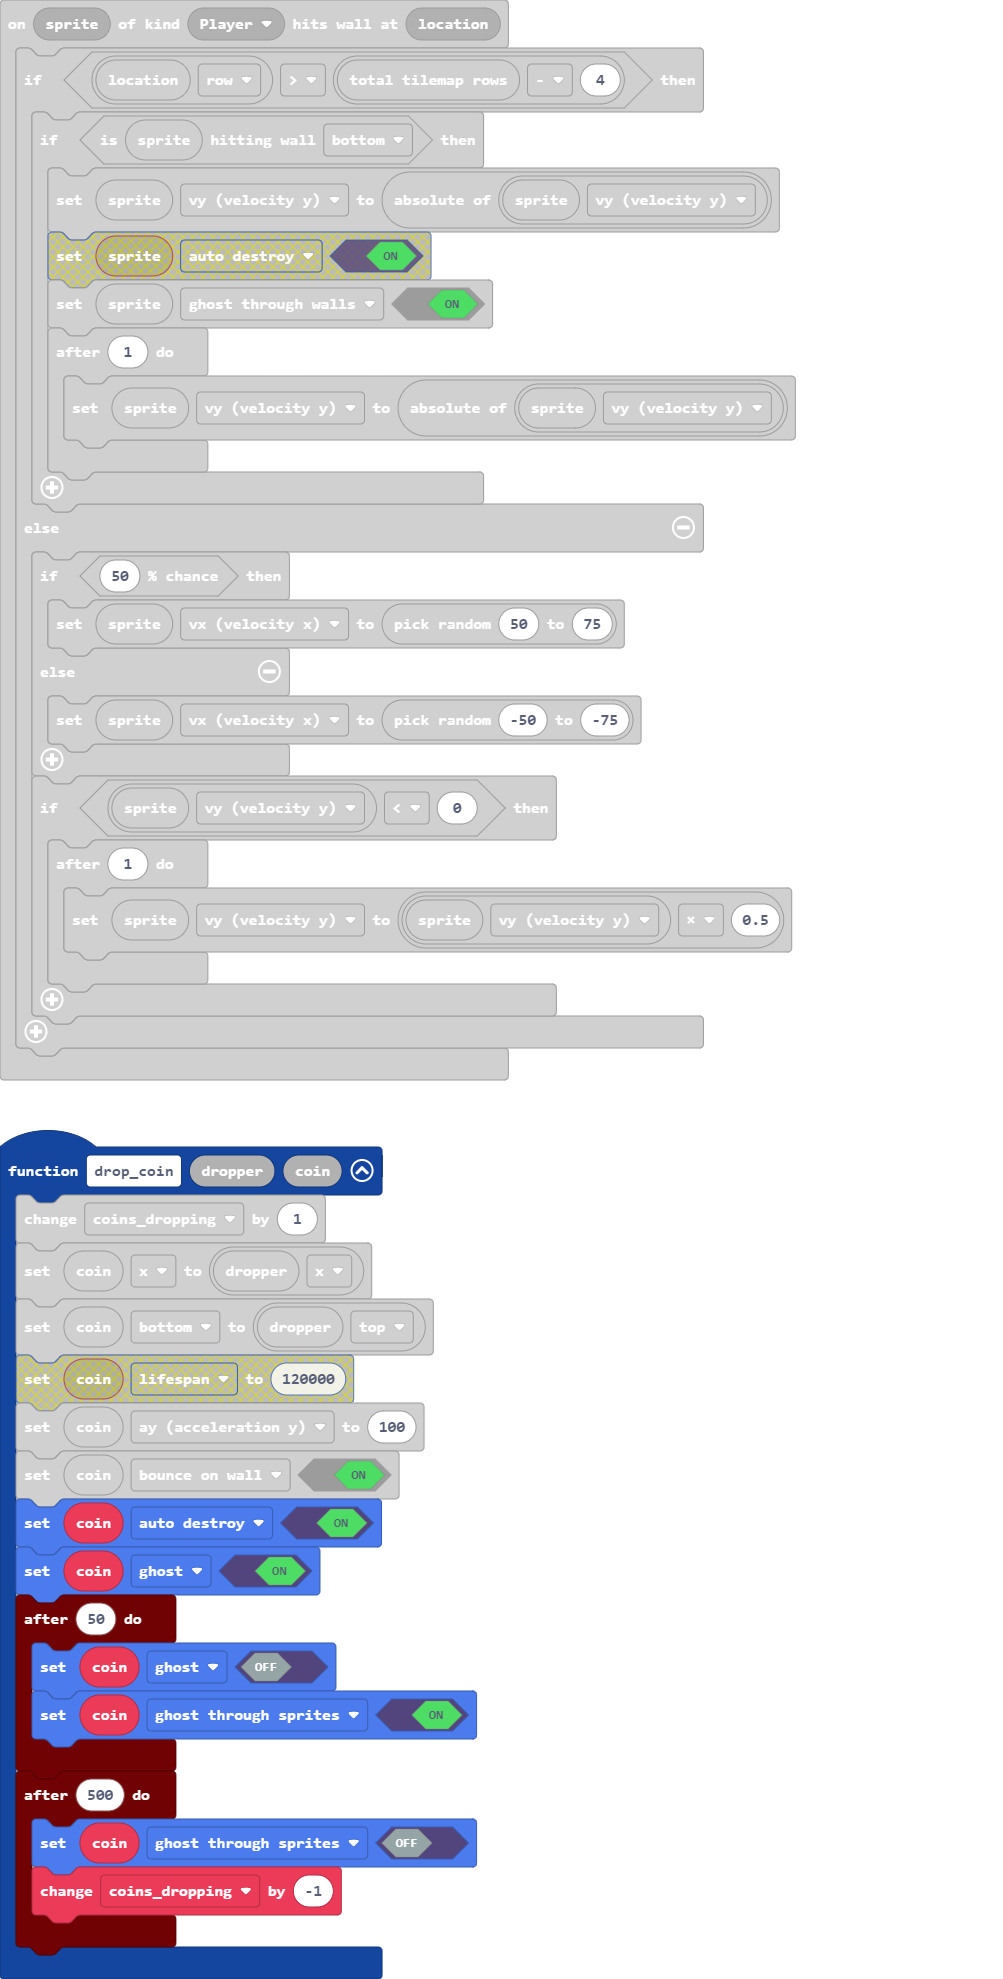 on sprite of kind Player hits wall at location
if location row > total tilemap rows - 4 then
if is sprite hitting wall bottom then
set sprite vy (velocity y) to absolute of sprite vy (velocity y)
set sprite auto destroy ON
set sprite ghost through walls ON
after 1 do
set sprite vy (velocity y) to absolute of sprite vy (velocity y)
else
if 50 % chance then
set sprite vx (velocity x) to pick random 50 to 75
else
set sprite vx (velocity x) to pick random -50 to -75
if sprite vy (velocity y) < 0 then
after 1 do
set sprite vy (velocity y) to sprite vy (velocity y) × 0.5
function drop_coin dropper coin
change coins_dropping by 1
set coin x to dropper x
set coin bottom to dropper top
set coin lifespan to 120000
set coin ay (acceleration y) to 100
set coin bounce on wall ON
set coin auto destroy ON
set coin ghost ON
after 50 do
set coin ghost OFF
set coin ghost through sprites ON
after 500 do
set coin ghost through sprites OFF
change coins_dropping by -1